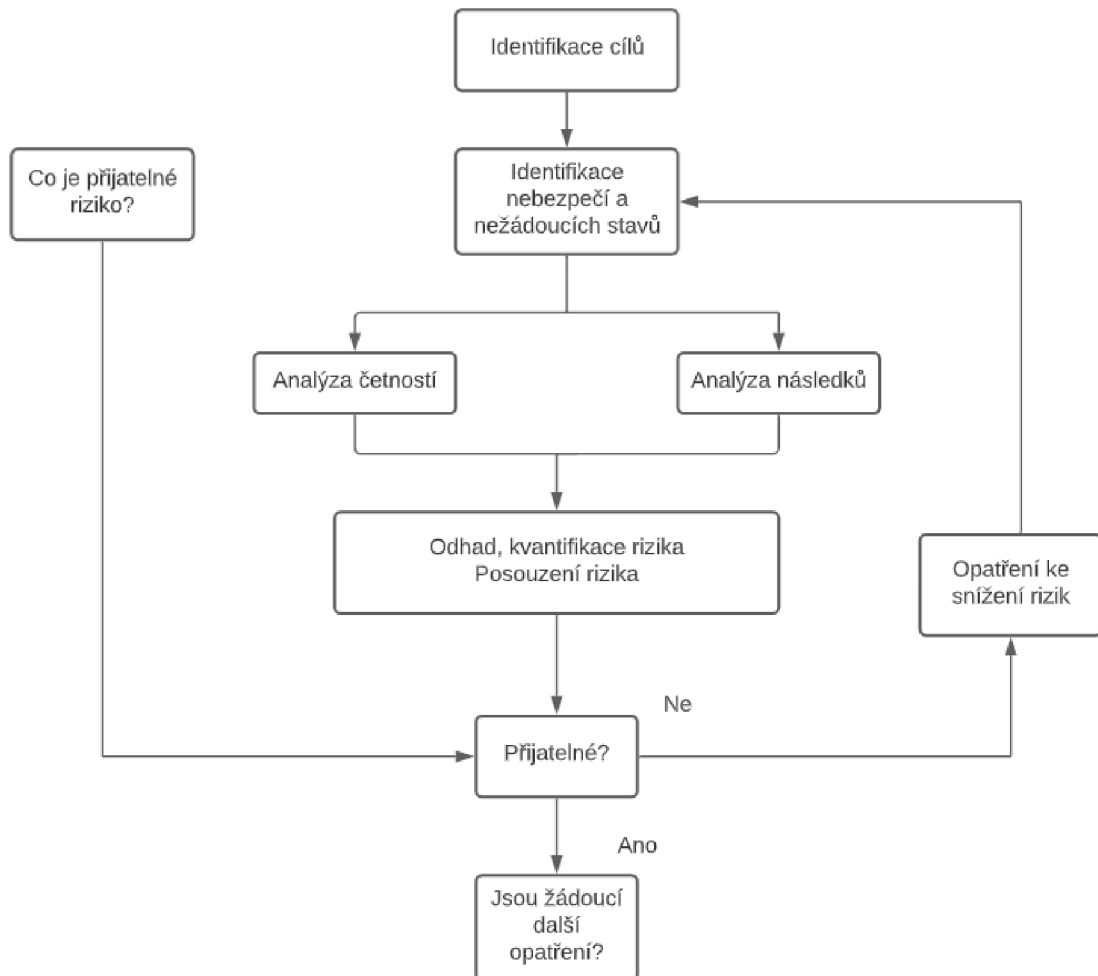 Identifikace cílů
Co je přijatelné
riziko?
Identifikace
nebezpečí a
nežádoucích stavů
Analýza četností
Analýza následků
Odhad, kvantifikace rizika
Posouzení rizika
Opatření ke
snížení rizik
Ne
Přijatelné?
Ano
Jsou žádoucí
další
opatření?